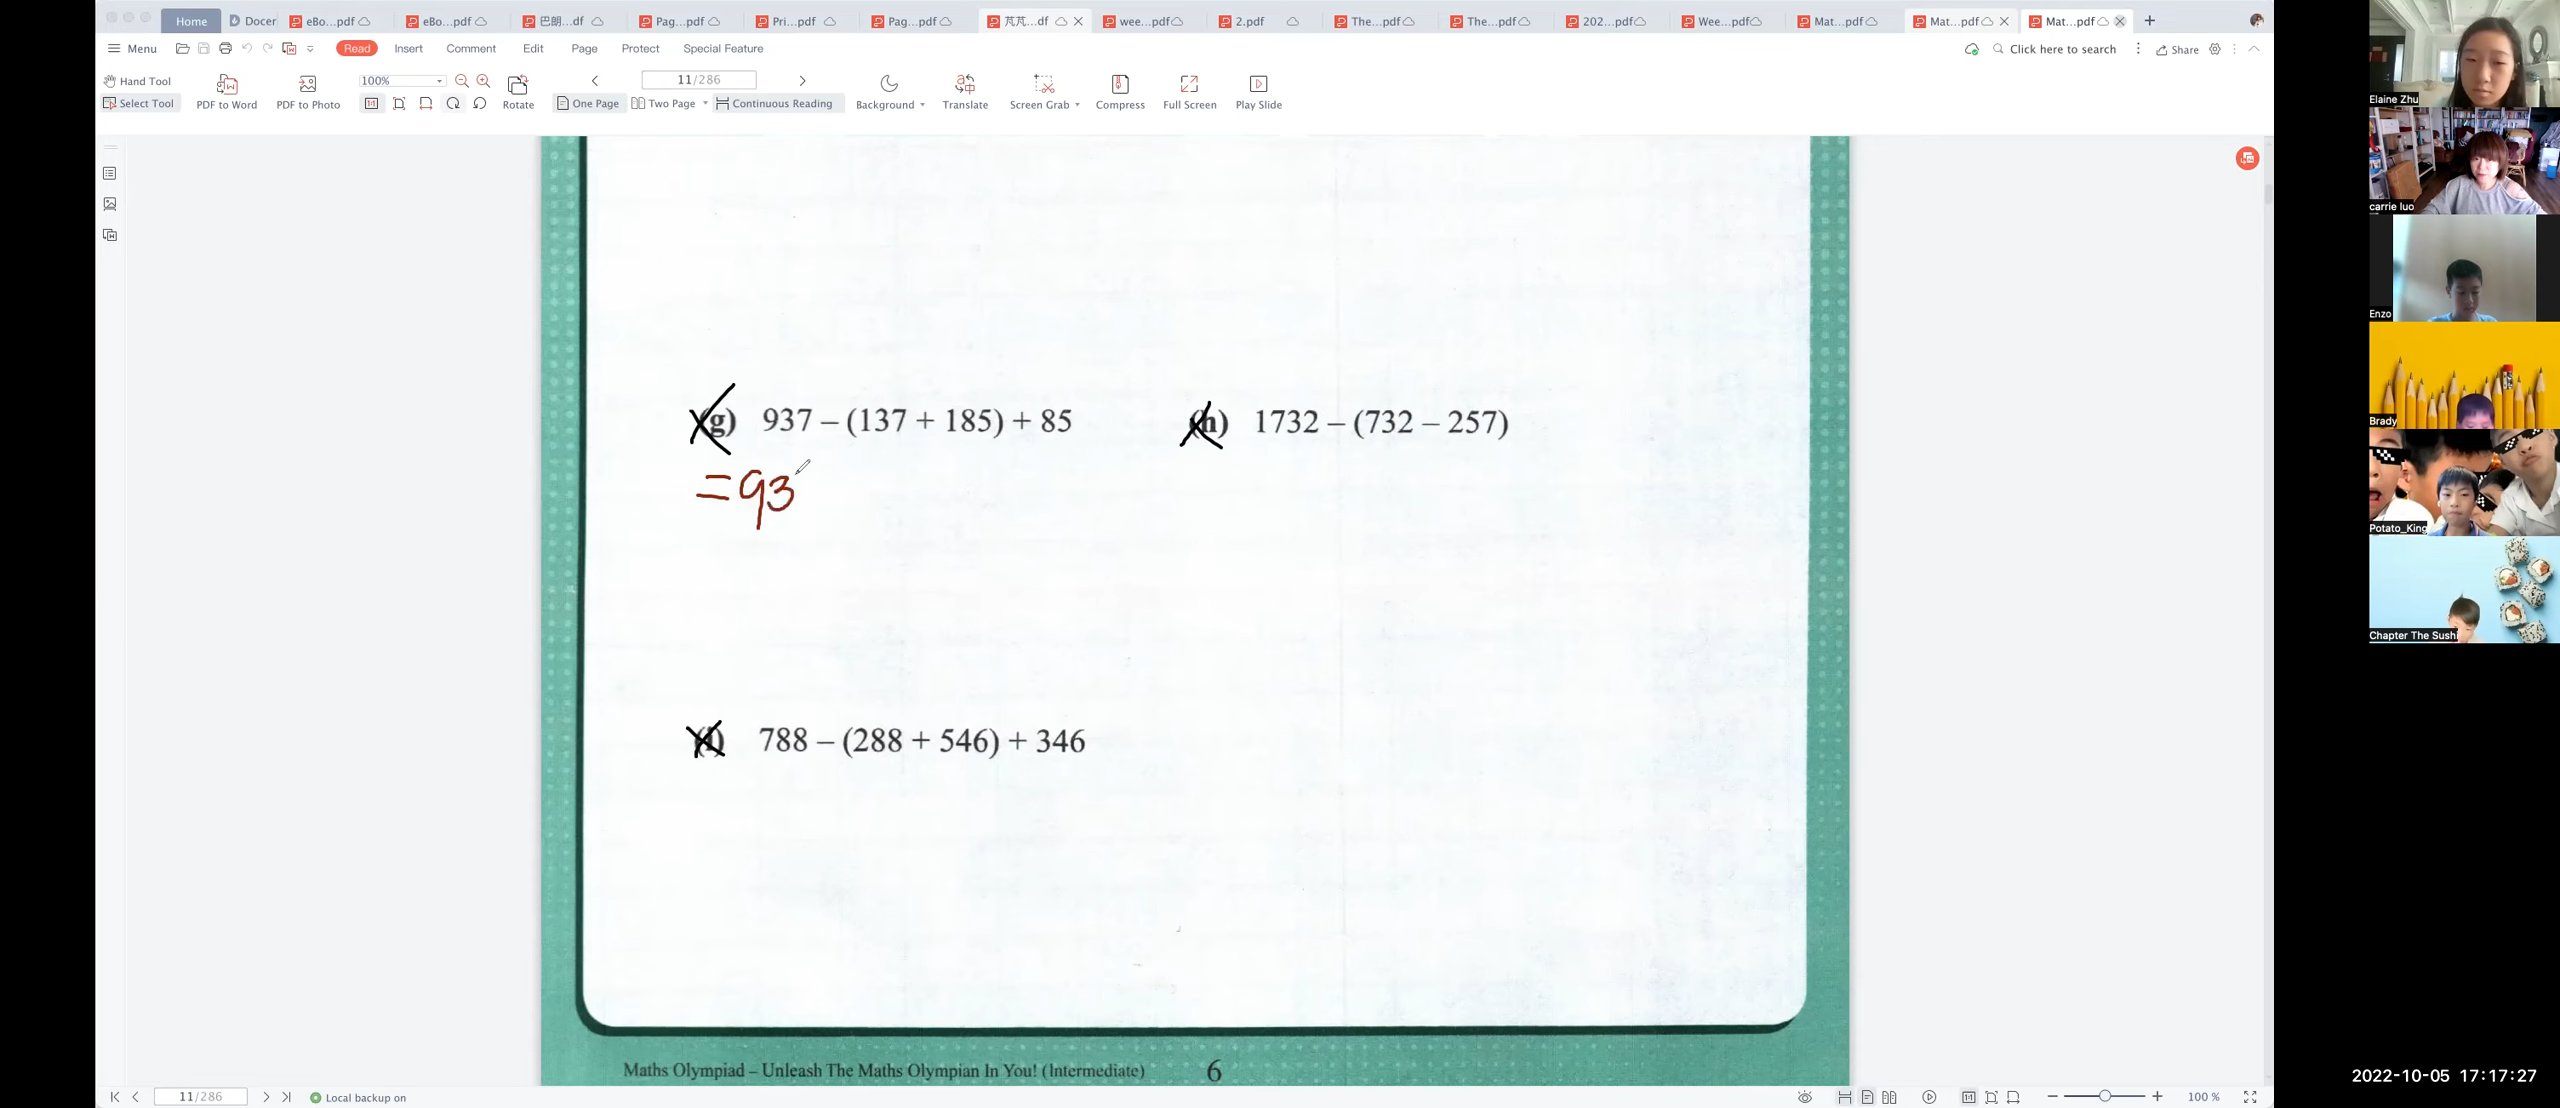 Home Docer eBo...pdf eBo...pdf 巴朗...df Pag...pdf Pri...pdf Pag...pdf 芃芃...df wee...pdf 2.pdf The...pdf The...pdf 202...pdf Wee...pdf Mat...pdf Mat...pdf Mat...pdf
Menu Read Insert Comment Edit Page Protect Special Feature Click here to search Share
Hand Tool 100% 11/286
Select Tool PDF to Word PDF to Photo Rotate One Page Two Page Continuous Reading Background Translate Screen Grab Compress Full Screen Play Slide
Elaine Zhu
carrie luo
Enzo
Brady
Potato_King
Chapter The Sushi
(g) 937 – (137 + 185) + 85 (h) 1732 – (732 – 257)
= 93
(i) 788 – (288 + 546) + 346
Maths Olympiad – Unleash The Maths Olympian In You! (Intermediate) 6
2022-10-05 17:17:27
11/286 Local backup on 100 %